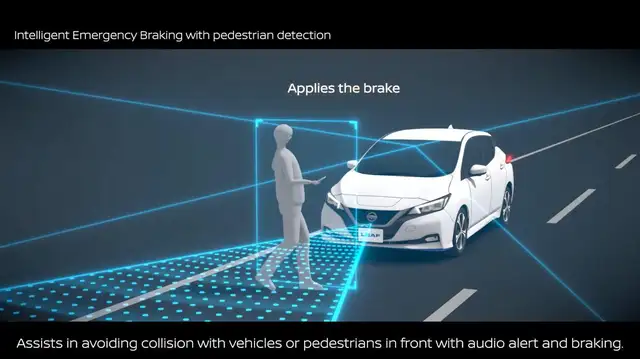 Intelligent Emergency Braking with pedestrian detection
Applies the brake
LEAF
Assists in avoiding collision with vehicles or pedestrians in front with audio alert and braking.